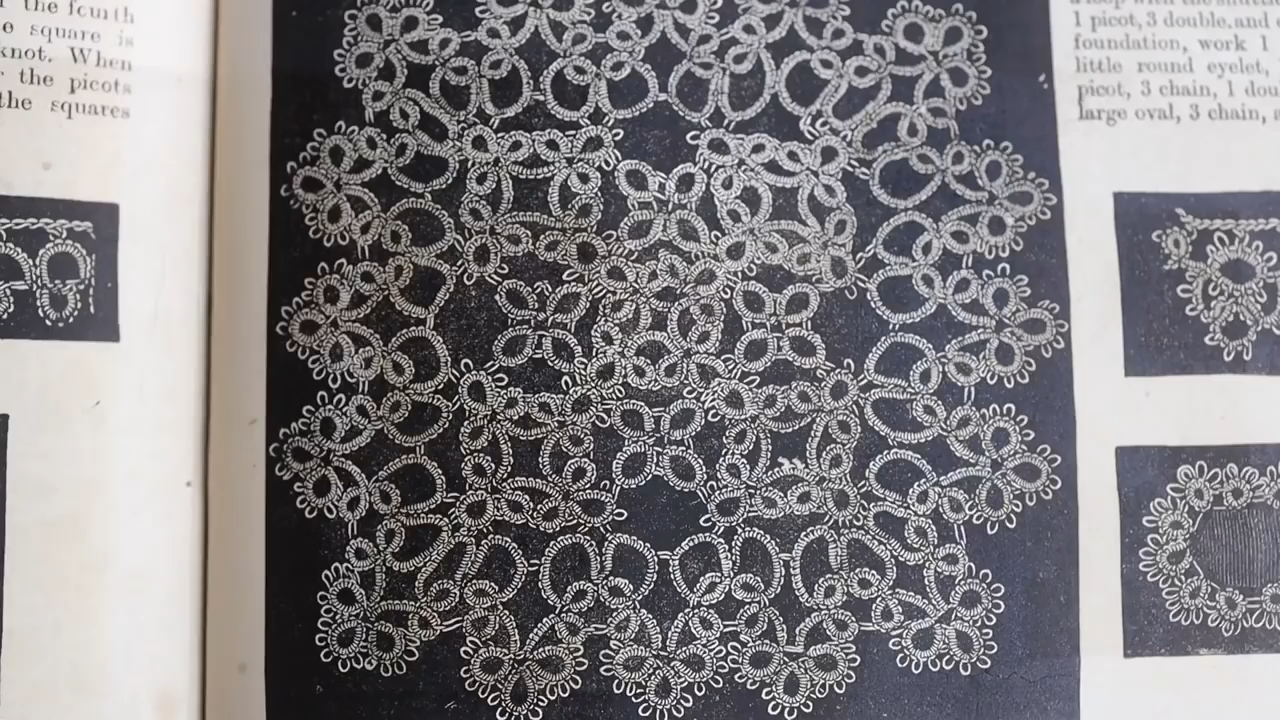 the fourth
e square is
knot. When
the picots
the squares
1 picot, 3 double, and
foundation, work 1
little round eyelet,
picot, 3 chain, 1 dou
large oval, 3 chain,